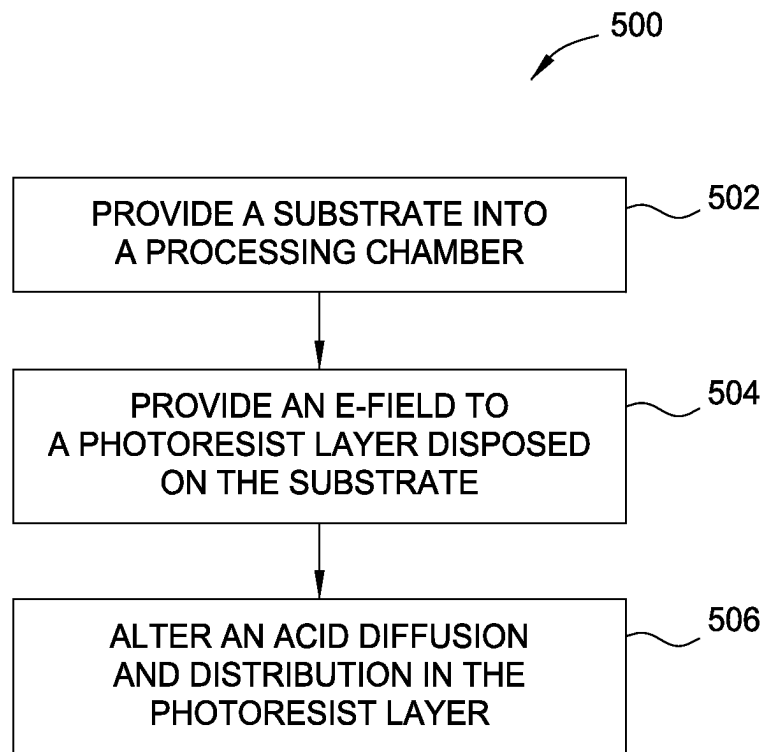 500
PROVIDE A SUBSTRATE INTO
A PROCESSING CHAMBER
502
PROVIDE AN E-FIELD TO
A PHOTORESIST LAYER DISPOSED
ON THE SUBSTRATE
504
ALTER AN ACID DIFFUSION
AND DISTRIBUTION IN THE
PHOTORESIST LAYER
506